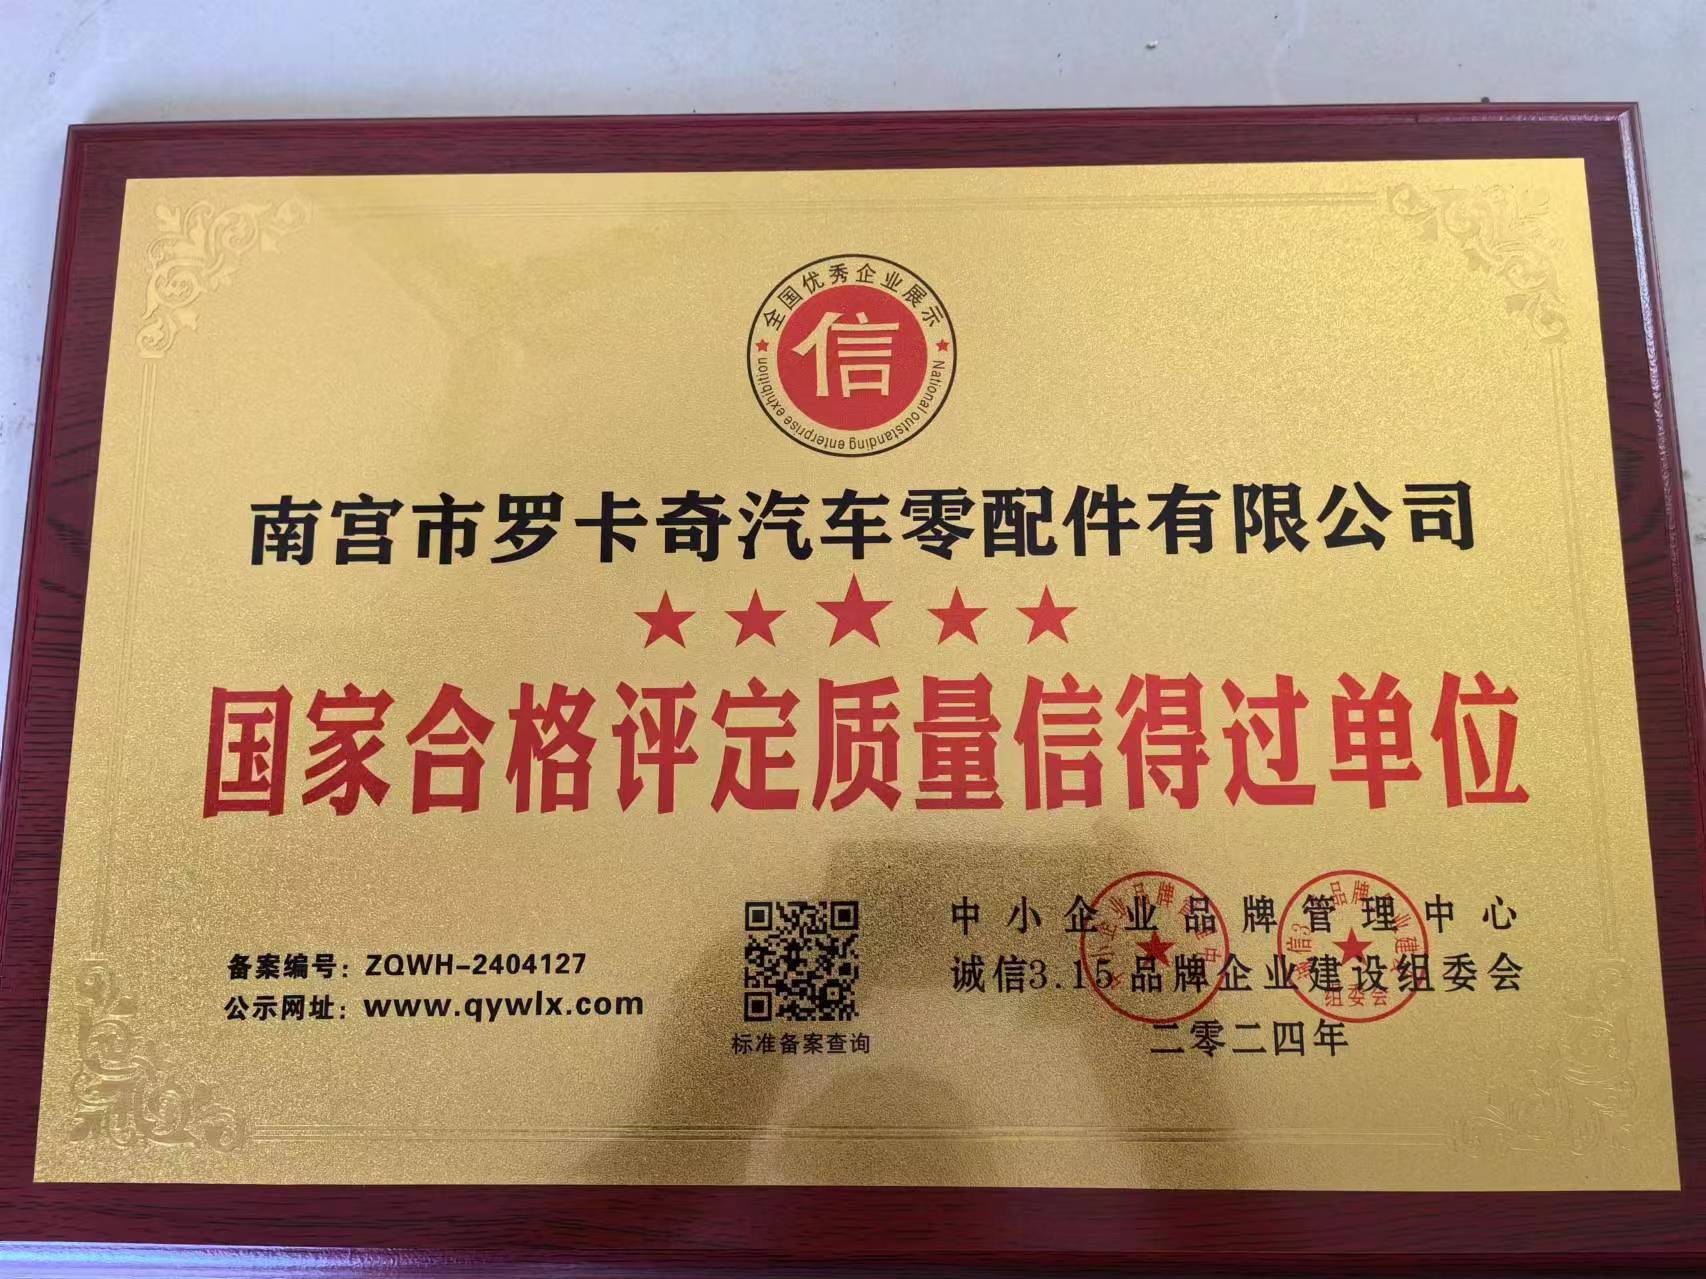 全国优秀企业展示
信
National outstanding enterprise exhibition
南宫市罗卡奇汽车零配件有限公司
国家合格评定质量信得过单位
备案编号：ZQWH-2404127
公示网址：www.qywlx.com
标准备案查询
中小企业品牌管理中心
诚信3.15品牌企业建设组委会
二零二四年
组委会